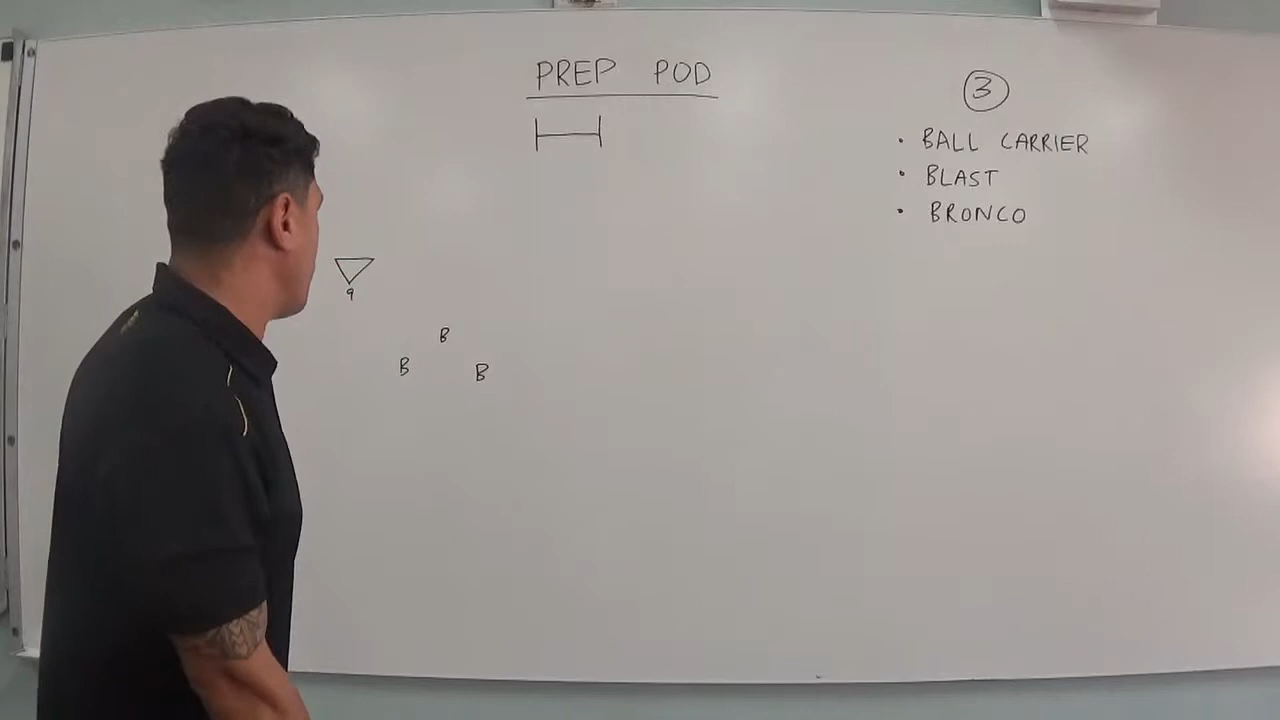 PREP POD
3
• BALL CARRIER
• BLAST
• BRONCO
9
B
B B